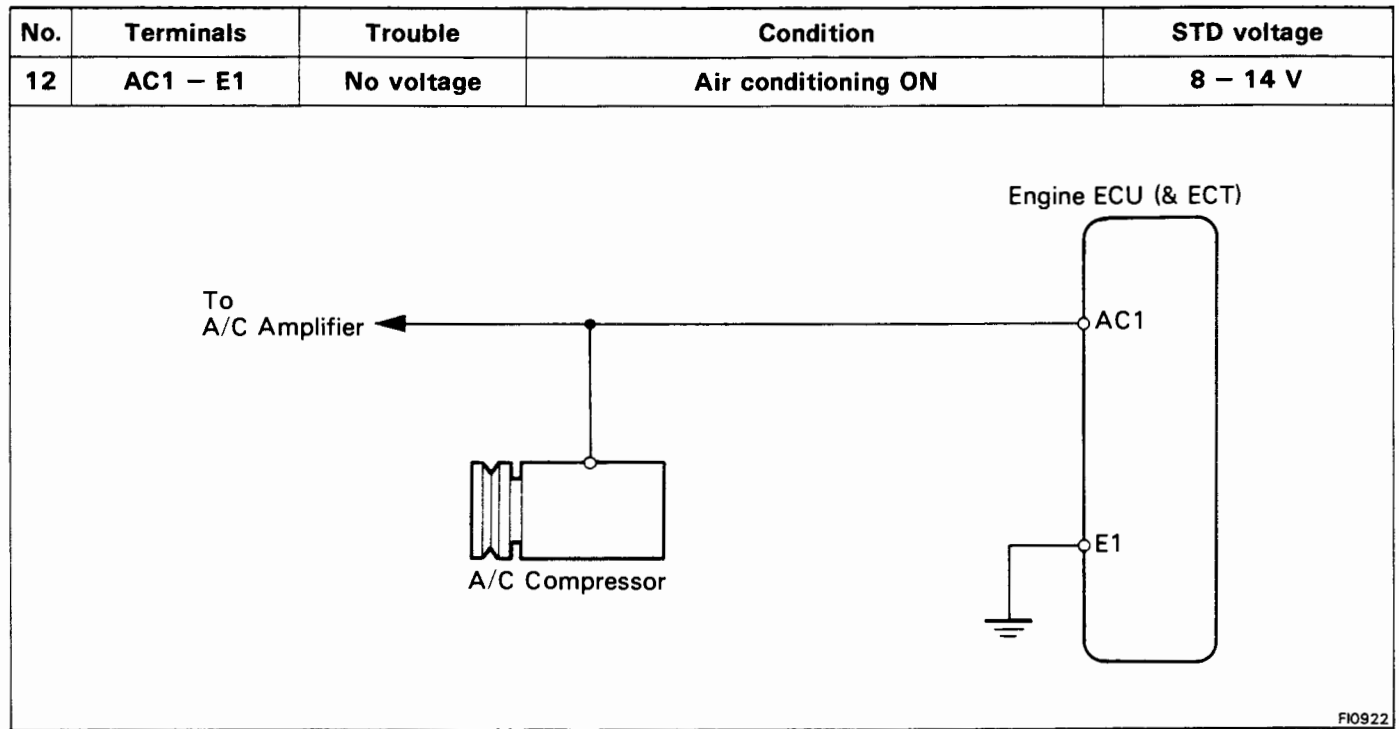 No. Terminals Trouble Condition STD voltage
12 AC1 — E1 No voltage Air conditioning ON 8 — 14 V
Engine ECU (& ECT)
To
A/C Amplifier
AC1
E1
A/C Compressor
FI0922